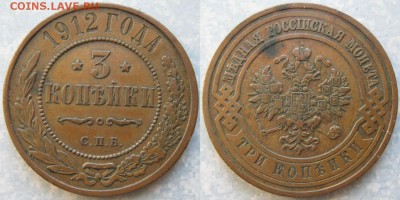 COINS.LAVE.RU
1912 ГОДА
3
КОПѢЙКИ
С.П.Б.
МѢДНАЯ РОССІЙСКАЯ МОНЕТА
ТРИ КОПѢЙКИ